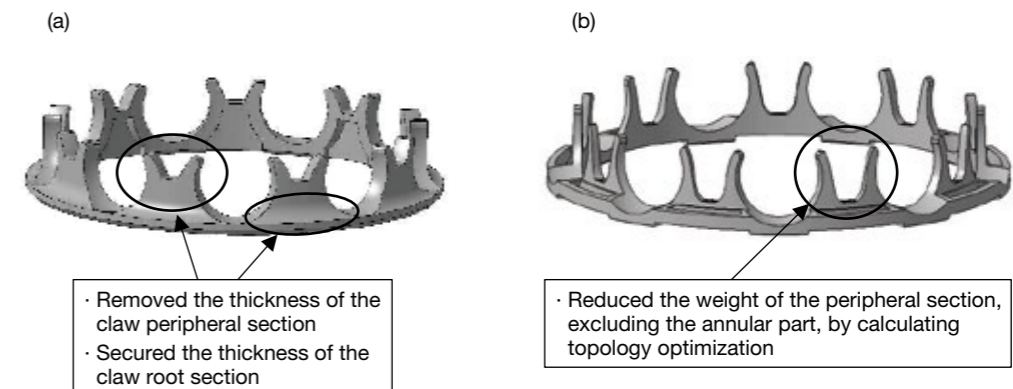 (a)
(b)
· Removed the thickness of the
claw peripheral section
· Secured the thickness of the
claw root section
· Reduced the weight of the peripheral section,
excluding the annular part, by calculating
topology optimization